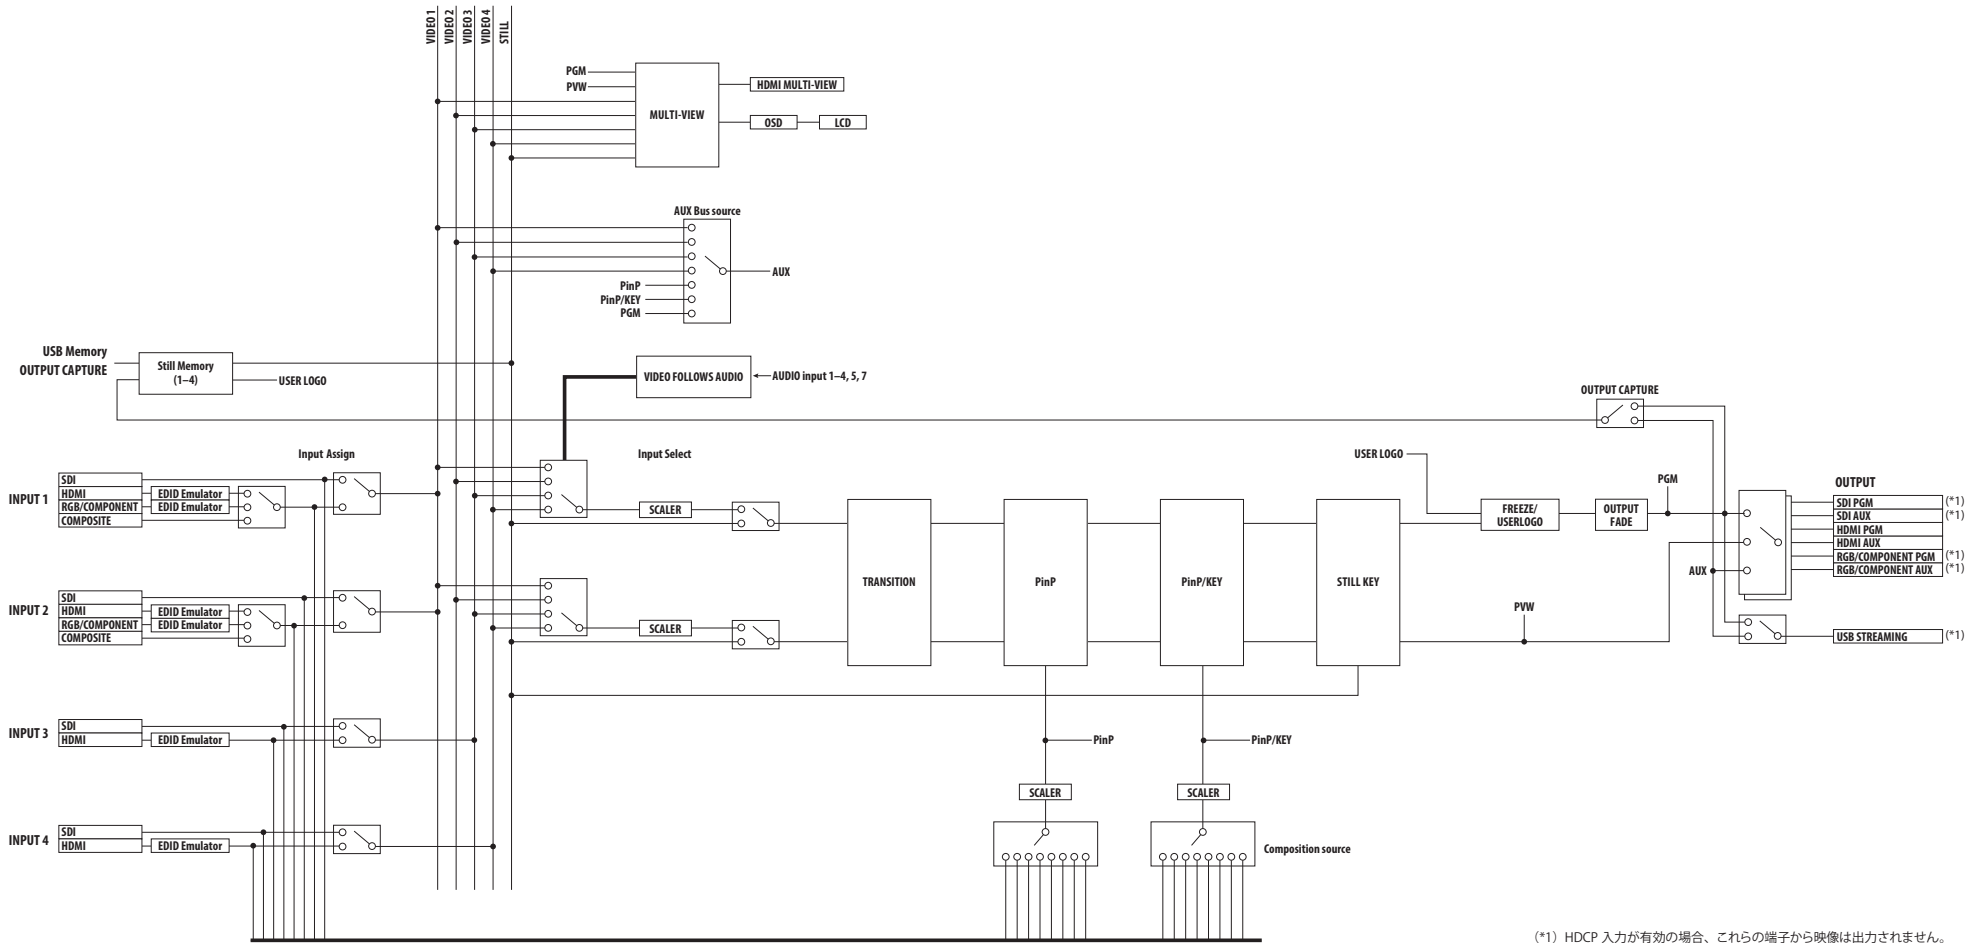 VIDEO 1
VIDEO 2
VIDEO 3
VIDEO 4
STILL
PGM
PVW
MULTI-VIEW
HDMI MULTI-VIEW
OSD
LCD
AUX Bus source
AUX
PinP
PinP/KEY
PGM
USB Memory
OUTPUT CAPTURE
Still Memory
(1–4)
USER LOGO
VIDEO FOLLOWS AUDIO
AUDIO input 1–4, 5, 7
OUTPUT CAPTURE
Input Assign
Input Select
USER LOGO
PGM
OUTPUT
INPUT 1
SDI
HDMI
EDID Emulator
RGB/COMPONENT
EDID Emulator
COMPOSITE
SCALER
FREEZE/
USERLOGO
OUTPUT
FADE
SDI PGM
(*1)
SDI AUX
(*1)
HDMI PGM
HDMI AUX
RGB/COMPONENT PGM
(*1)
RGB/COMPONENT AUX
(*1)
AUX
TRANSITION
PinP
PinP/KEY
STILL KEY
INPUT 2
SDI
HDMI
EDID Emulator
RGB/COMPONENT
EDID Emulator
COMPOSITE
SCALER
PVW
USB STREAMING
(*1)
INPUT 3
SDI
HDMI
EDID Emulator
PinP
PinP/KEY
SCALER
SCALER
INPUT 4
SDI
HDMI
EDID Emulator
Composition source
(*1) HDCP 入力が有効の場合、これらの端子から映像は出力されません。